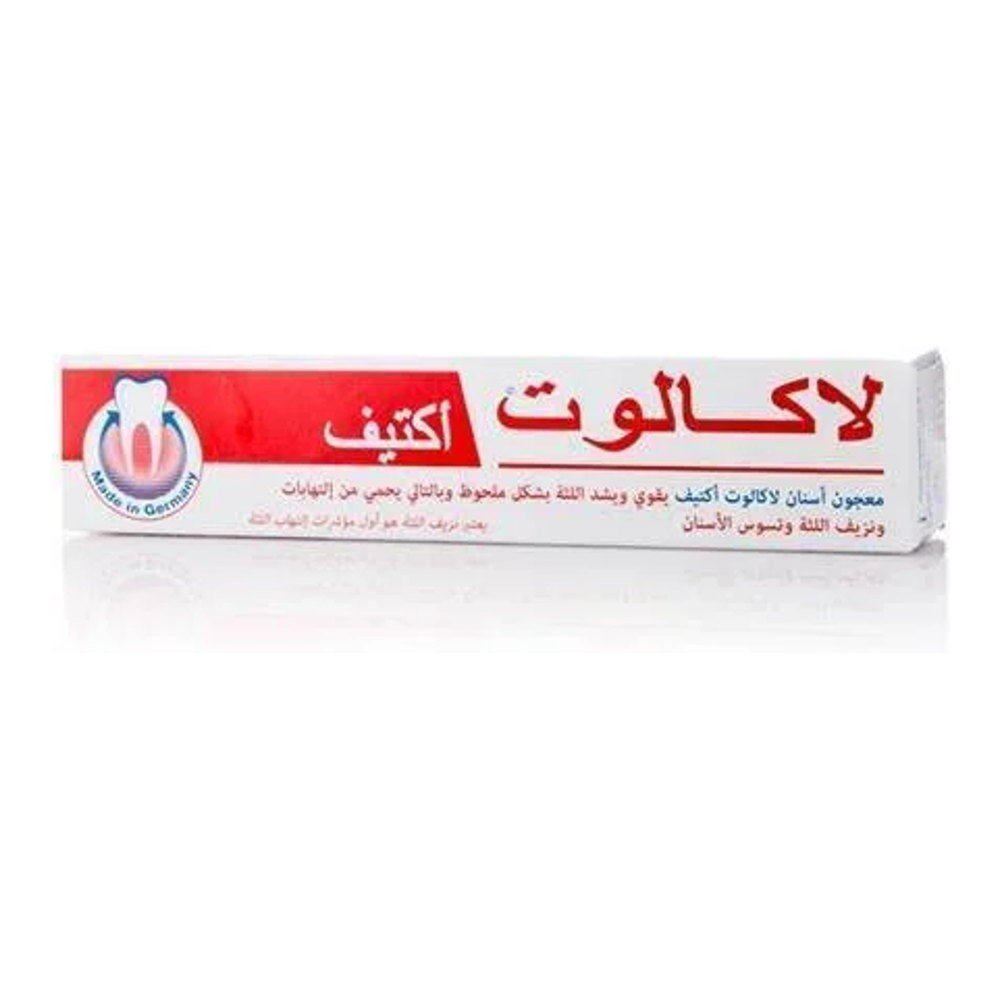 لاكالوت
أكتيف
معجون أسنان لاكالوت أكتيف يقوي ويشد اللثة بشكل ملحوظ وبالتالي يحمي من إلتهابات
ونزيف اللثة وتسوس الأسنان
يعتبر نزيف اللثة هو أول مؤشرات إلتهاب اللثة
Made in Germany